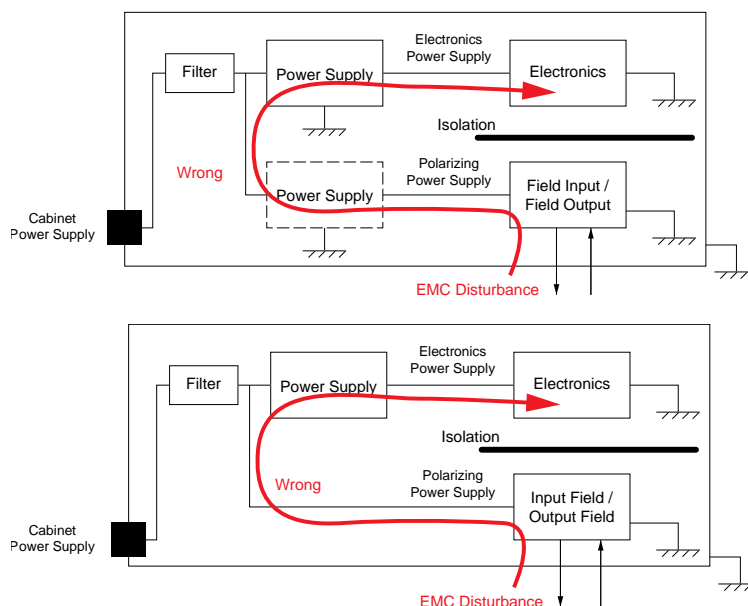 Electronics
Power Supply
Filter
Power Supply
Electronics
Isolation
Wrong
Polarizing
Power Supply
Power Supply
Field Input /
Field Output
Cabinet
Power Supply
EMC Disturbance
Electronics
Power Supply
Filter
Power Supply
Electronics
Isolation
Polarizing
Power Supply
Wrong
Input Field /
Output Field
Cabinet
Power Supply
EMC Disturbance